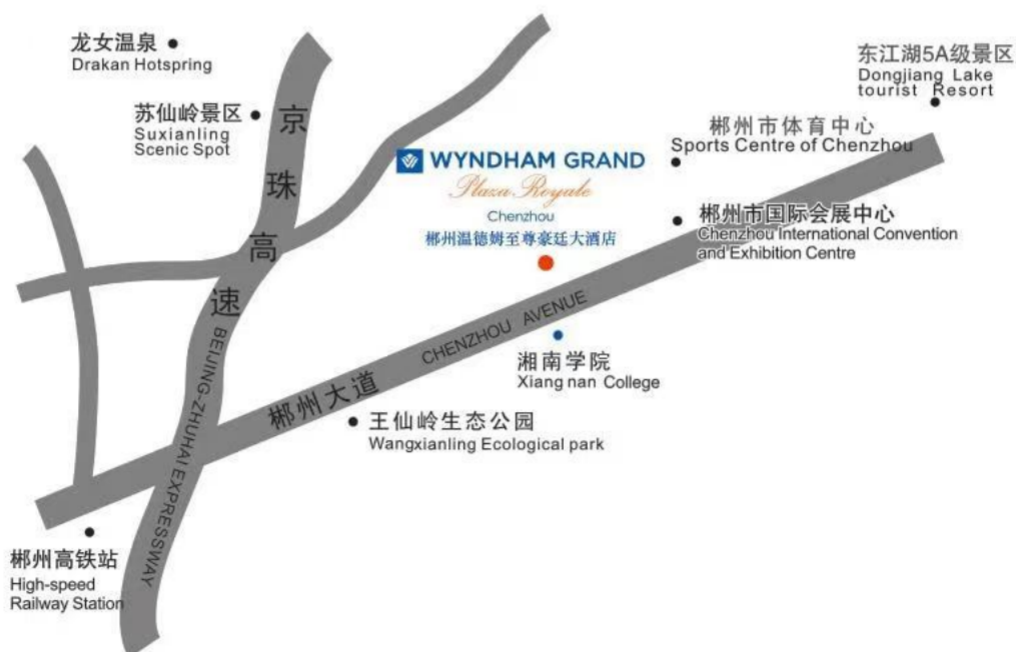 龙女温泉
Drakan Hotspring
苏仙岭景区
Suxianling
Scenic Spot
京珠高速
BEIJING-ZHUHAI EXPRESSWAY
WYNDHAM GRAND
Plaza Royale
Chenzhou
郴州温德姆至尊豪廷大酒店
东江湖5A级景区
Dongjiang Lake
tourist Resort
郴州市体育中心
Sports Centre of Chenzhou
郴州市国际会展中心
Chenzhou International Convention
and Exhibition Centre
郴州大道
CHENZHOU AVENUE
湘南学院
Xiang nan College
王仙岭生态公园
Wangxianling Ecological park
郴州高铁站
High-speed
Railway Station